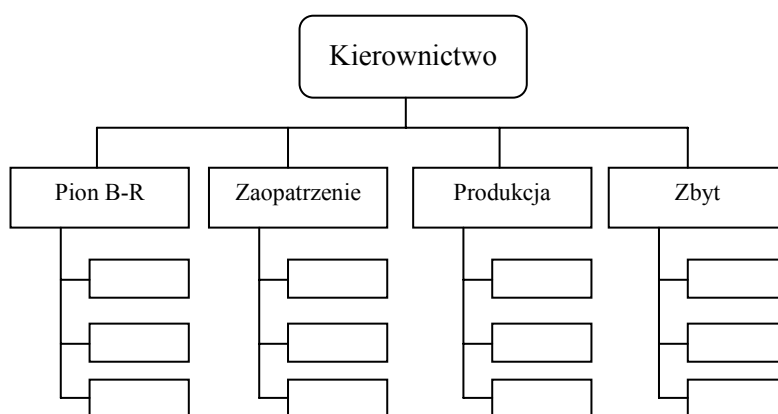 Kierownictwo
Pion B-R
Zaopatrzenie
Produkcja
Zbyt